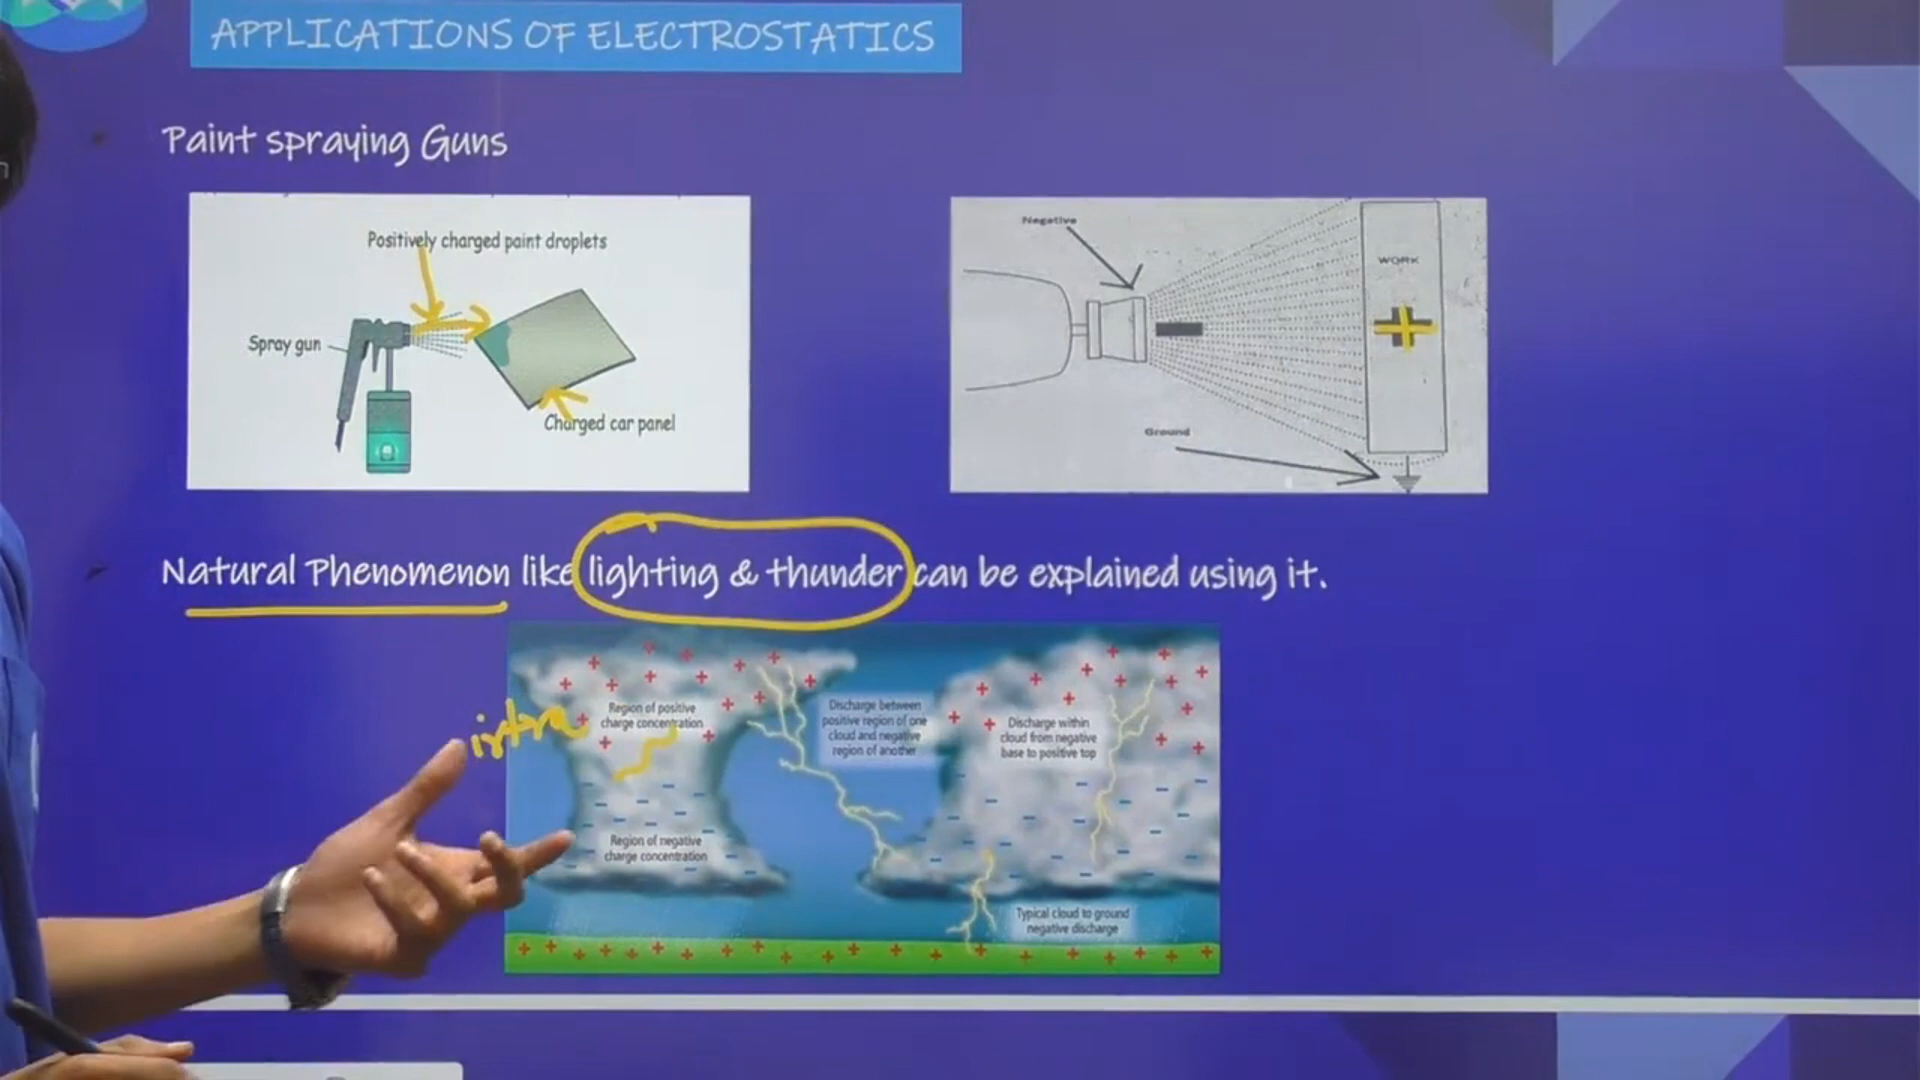 APPLICATIONS OF ELECTROSTATICS
Paint spraying Guns
Positively charged paint droplets
Spray gun
Charged car panel
Negative
WORK
Ground
Natural Phenomenon like lighting & thunder can be explained using it.
intra
Region of positive
charge concentration
Discharge between
positive region of one
cloud and negative
region of another
Discharge within
cloud from negative
base to positive top
Region of negative
charge concentration
Typical cloud to ground
negative discharge